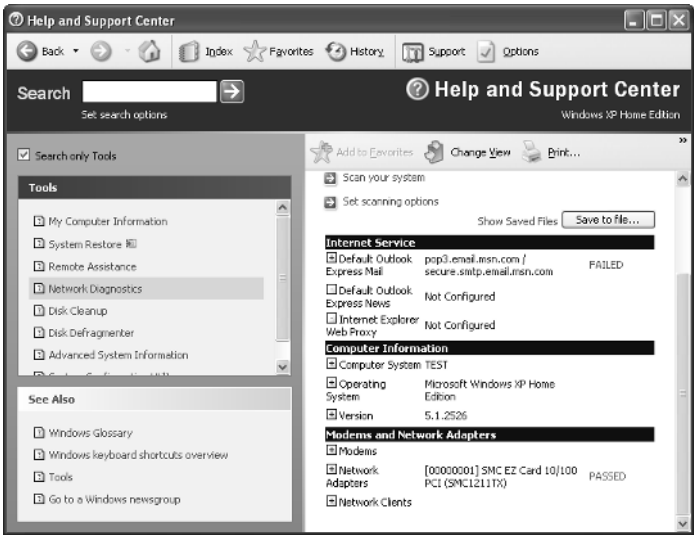 Help and Support Center
Back
Index
Favorites
History
Support
Options
Search
Set search options
Help and Support Center
Windows XP Home Edition
Search only Tools
Tools
My Computer Information
System Restore
Remote Assistance
Network Diagnostics
Disk Cleanup
Disk Defragmenter
Advanced System Information
See Also
Windows Glossary
Windows keyboard shortcuts overview
Tools
Go to a Windows newsgroup
Add to Favorites
Change View
Print...
Scan your system
Set scanning options
Show Saved Files
Save to file...
Internet Service
Default Outlook pop3.email.msn.com /
Express Mail secure.smtp.email.msn.com FAILED
Default Outlook
Express News Not Configured
Internet Explorer
Web Proxy Not Configured
Computer Information
Computer System TEST
Operating Microsoft Windows XP Home
System Edition
Version 5.1.2526
Modems and Network Adapters
Modems
Network [00000001] SMC EZ Card 10/100
Adapters PCI (SMC1211TX) PASSED
Network Clients